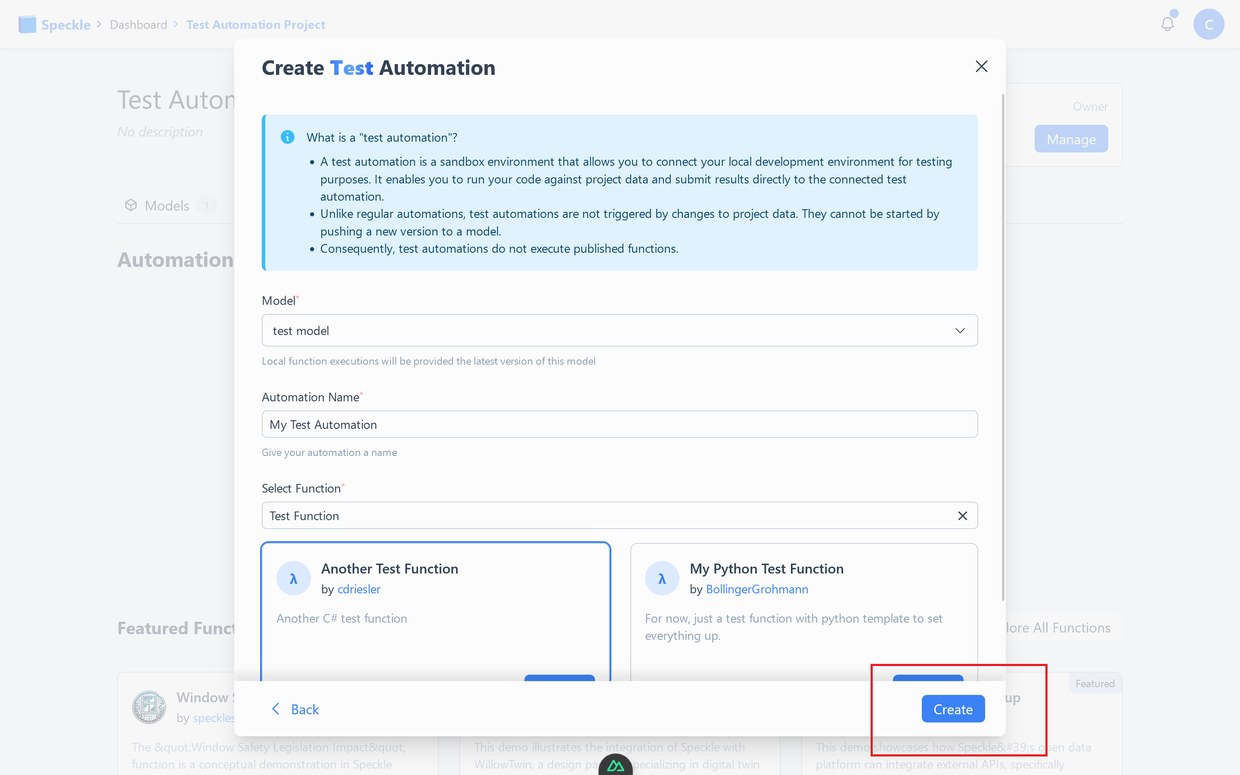 Speckle > Dashboard > Test Automation Project
C
Test Autom
No description
Owner
Manage
Models 1
Automation
Create Test Automation
What is a "test automation"?
• A test automation is a sandbox environment that allows you to connect your local development environment for testing
purposes. It enables you to run your code against project data and submit results directly to the connected test
automation.
• Unlike regular automations, test automations are not triggered by changes to project data. They cannot be started by
pushing a new version to a model.
• Consequently, test automations do not execute published functions.
Model*
test model
Local function executions will be provided the latest version of this model
Automation Name*
My Test Automation
Give your automation a name
Select Function*
Test Function
λ
Another Test Function
by cdriesler
Another C# test function
λ
My Python Test Function
by BollingerGrohmann
For now, just a test function with python template to set
everything up.
Back
Create
Featured Funct
lore All Functions
Window S
by speckles
The &quot;Window Safety Legislation Impact&quot;
function is a conceptual demonstration in Speckle
This demo illustrates the integration of Speckle with
WillowTwin, a design pa specializing in digital twin
Featured
up
This demo showcases how Speckle&#39;s open data
platform can integrate external APIs, specifically